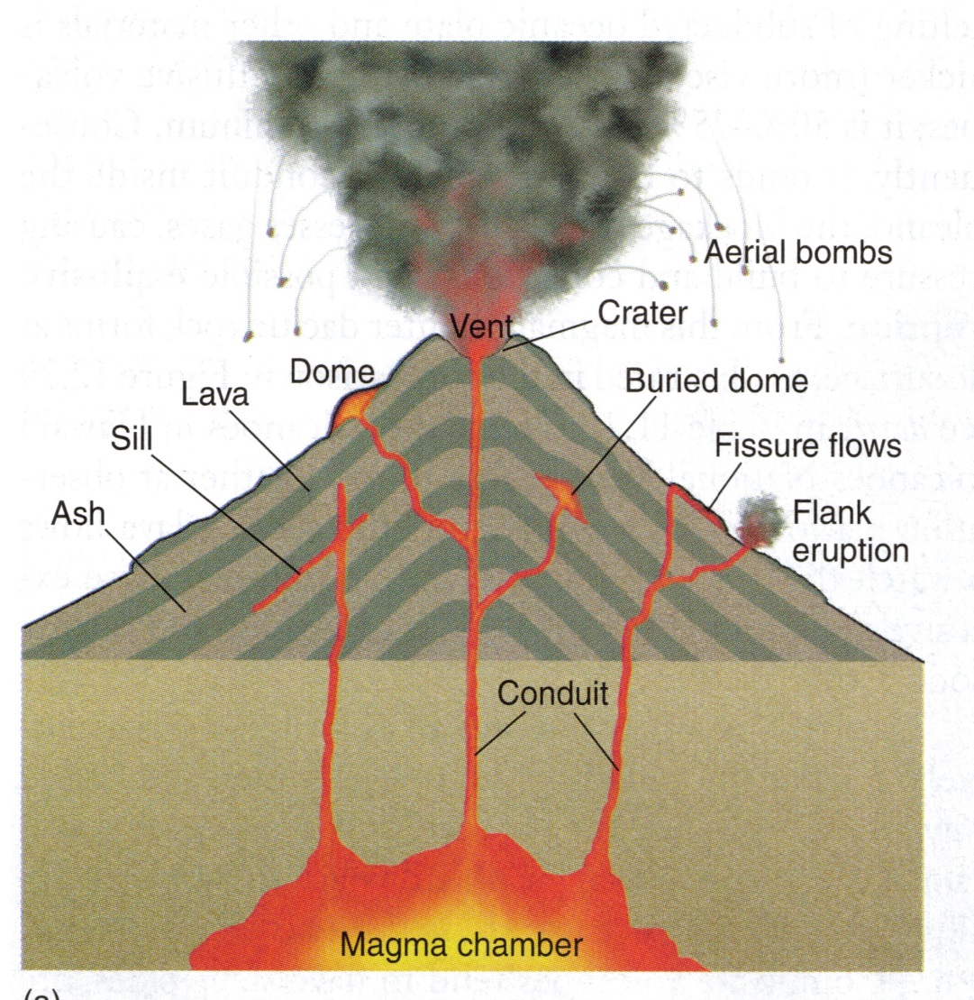 Aerial bombs
Vent
Crater
Dome
Buried dome
Lava
Sill
Fissure flows
Ash
Flank
eruption
Conduit
Magma chamber
(a)